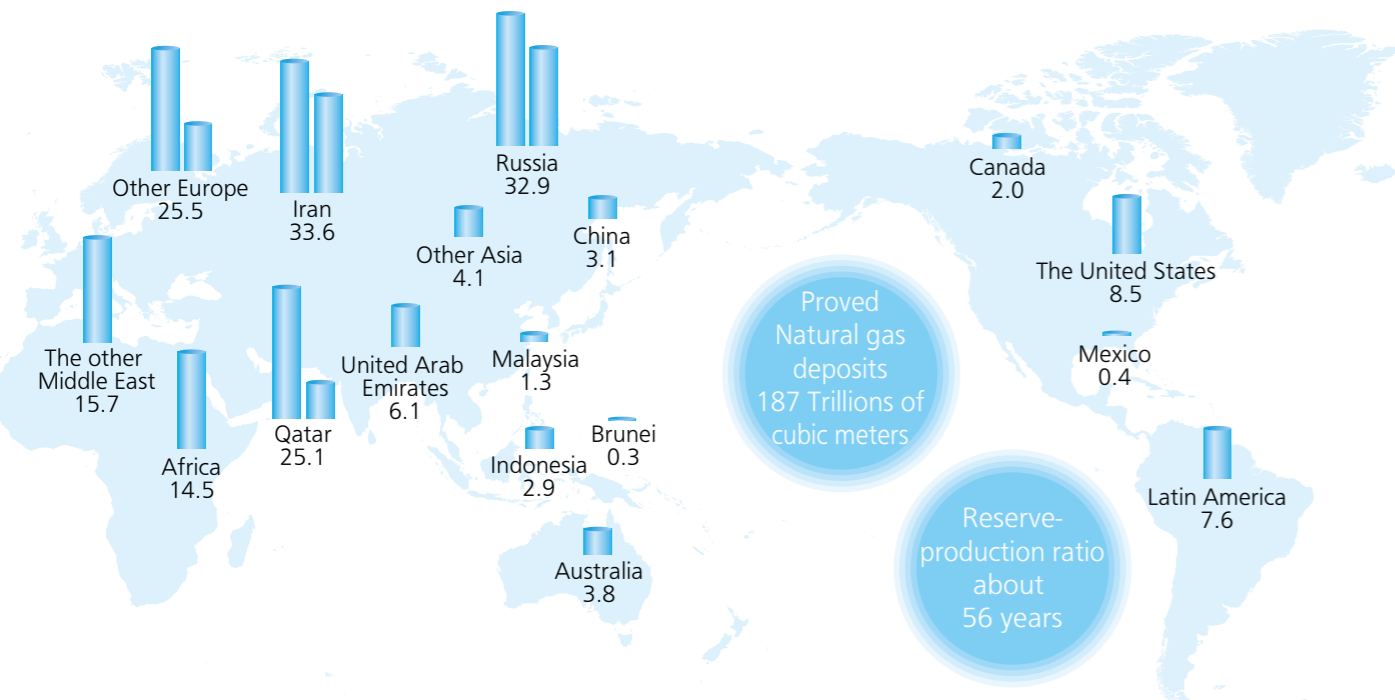 Other Europe
25.5
Iran
33.6
Russia
32.9
Other Asia
4.1
China
3.1
Canada
2.0
The United States
8.5
Mexico
0.4
The other
Middle East
15.7
Africa
14.5
Qatar
25.1
United Arab
Emirates
6.1
Malaysia
1.3
Indonesia
2.9
Brunei
0.3
Australia
3.8
Proved
Natural gas
deposits
187 Trillions of
cubic meters
Reserve-
production ratio
about
56 years
Latin America
7.6